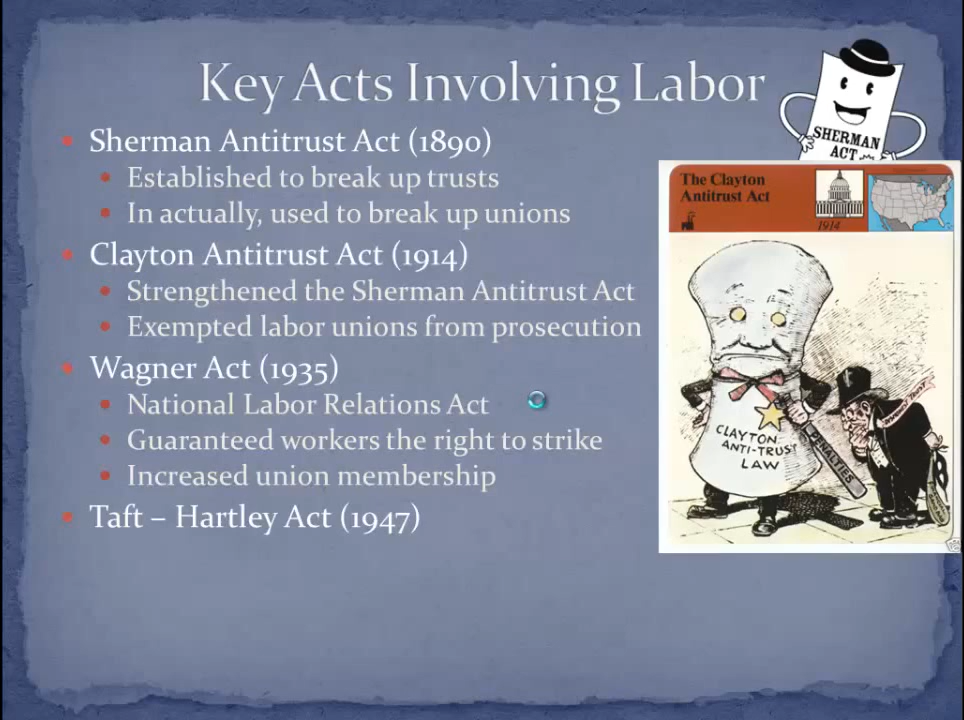 Key Acts Involving Labor
SHERMAN
ACT
• Sherman Antitrust Act (1890)
• Established to break up trusts
• In actually, used to break up unions
• Clayton Antitrust Act (1914)
• Strengthened the Sherman Antitrust Act
• Exempted labor unions from prosecution
• Wagner Act (1935)
• National Labor Relations Act
• Guaranteed workers the right to strike
• Increased union membership
• Taft – Hartley Act (1947)
The Clayton
Antitrust Act
1914
CLAYTON
ANTI-TRUST
LAW
PENALTIES